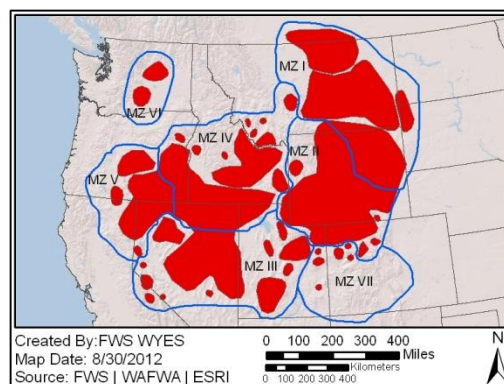 MZ I
MZ VI
MZ IV
MZ II
MZ V
MZ III
MZ VII
Created By:FWS WYES
Map Date: 8/30/2012
Source: FWS | WAFWA | ESRI
0 100 200 300 400
Miles
Kilometers
0 100 200 300 400
N